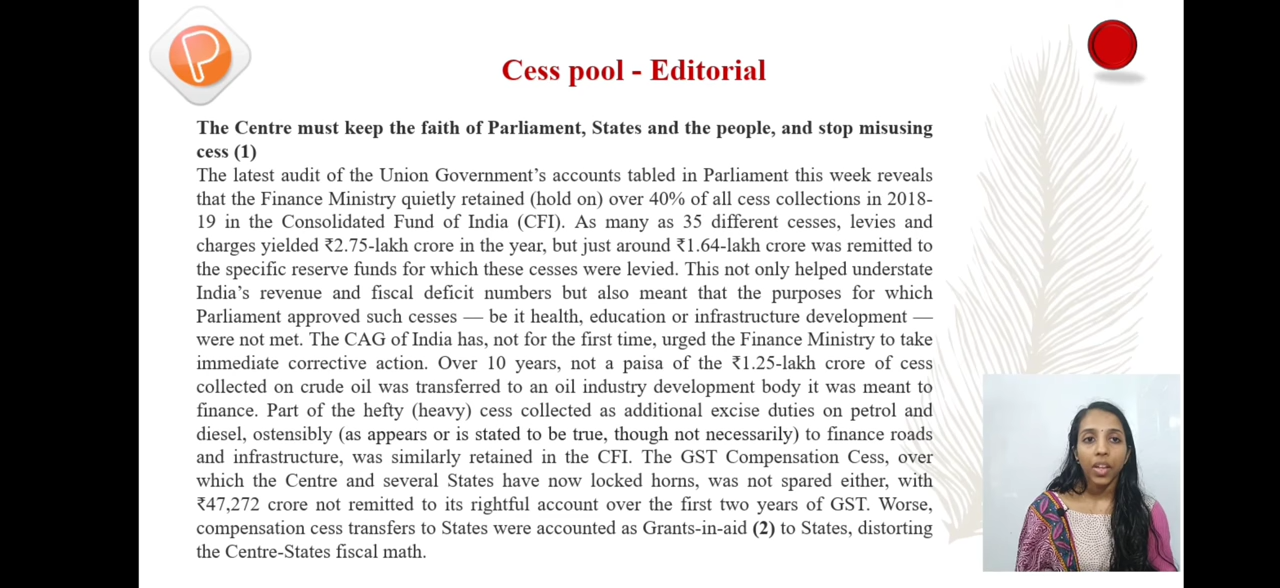 Cess pool - Editorial
The Centre must keep the faith of Parliament, States and the people, and stop misusing
cess (1)
The latest audit of the Union Government’s accounts tabled in Parliament this week reveals
that the Finance Ministry quietly retained (hold on) over 40% of all cess collections in 2018-
19 in the Consolidated Fund of India (CFI). As many as 35 different cesses, levies and
charges yielded ₹2.75-lakh crore in the year, but just around ₹1.64-lakh crore was remitted to
the specific reserve funds for which these cesses were levied. This not only helped understate
India’s revenue and fiscal deficit numbers but also meant that the purposes for which
Parliament approved such cesses — be it health, education or infrastructure development —
were not met. The CAG of India has, not for the first time, urged the Finance Ministry to take
immediate corrective action. Over 10 years, not a paisa of the ₹1.25-lakh crore of cess
collected on crude oil was transferred to an oil industry development body it was meant to
finance. Part of the hefty (heavy) cess collected as additional excise duties on petrol and
diesel, ostensibly (as appears or is stated to be true, though not necessarily) to finance roads
and infrastructure, was similarly retained in the CFI. The GST Compensation Cess, over
which the Centre and several States have now locked horns, was not spared either, with
₹47,272 crore not remitted to its rightful account over the first two years of GST. Worse,
compensation cess transfers to States were accounted as Grants-in-aid (2) to States, distorting
the Centre-States fiscal math.